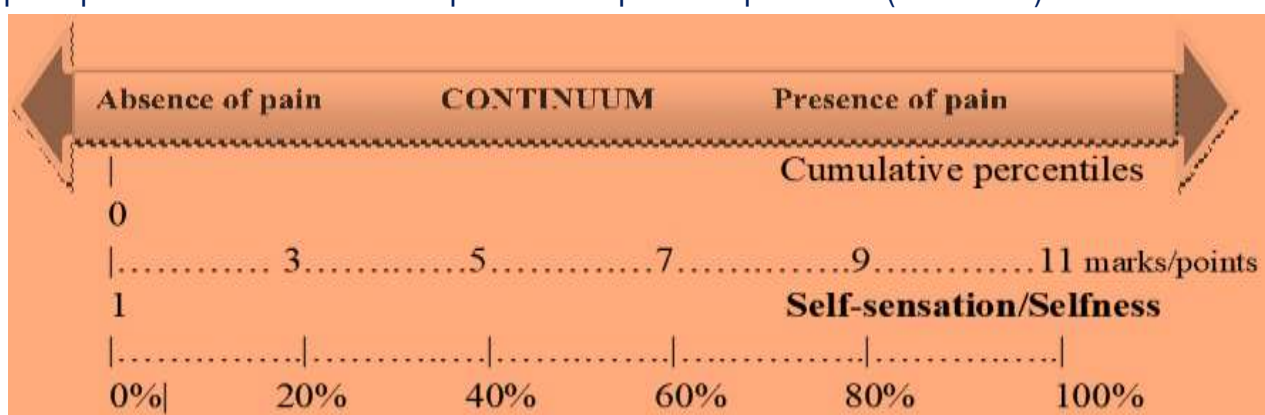 Absence of pain CONTINUUM Presence of pain
| Cumulative percentiles
0
|............ 3..............5.............7..............9.............11 marks/points
1 Self-sensation/Selfness
|...............|..............|..............|...............|...............|
0%| 20% 40% 60% 80% 100%